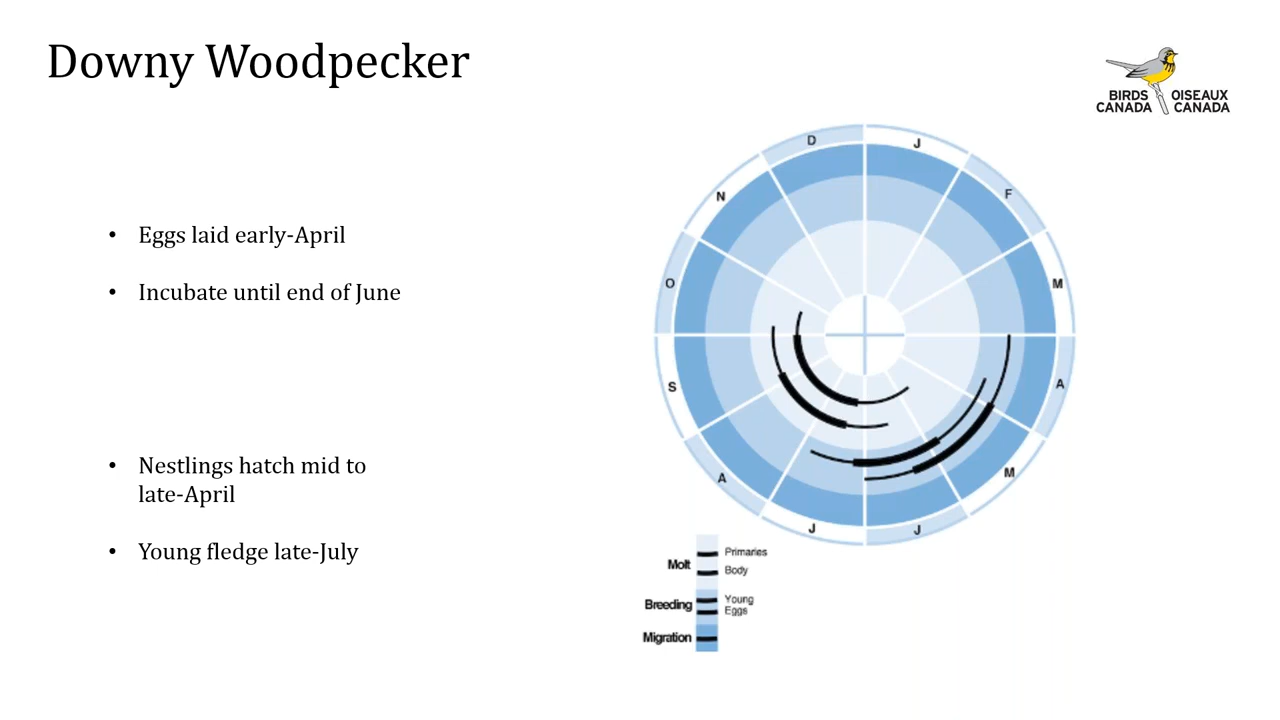 Downy Woodpecker
BIRDS OISEAUX
CANADA CANADA
• Eggs laid early-April
• Incubate until end of June
• Nestlings hatch mid to
late-April
• Young fledge late-July
D
J
N
F
O
M
S
A
A
M
J
J
Molt
Primaries
Body
Breeding
Young
Eggs
Migration